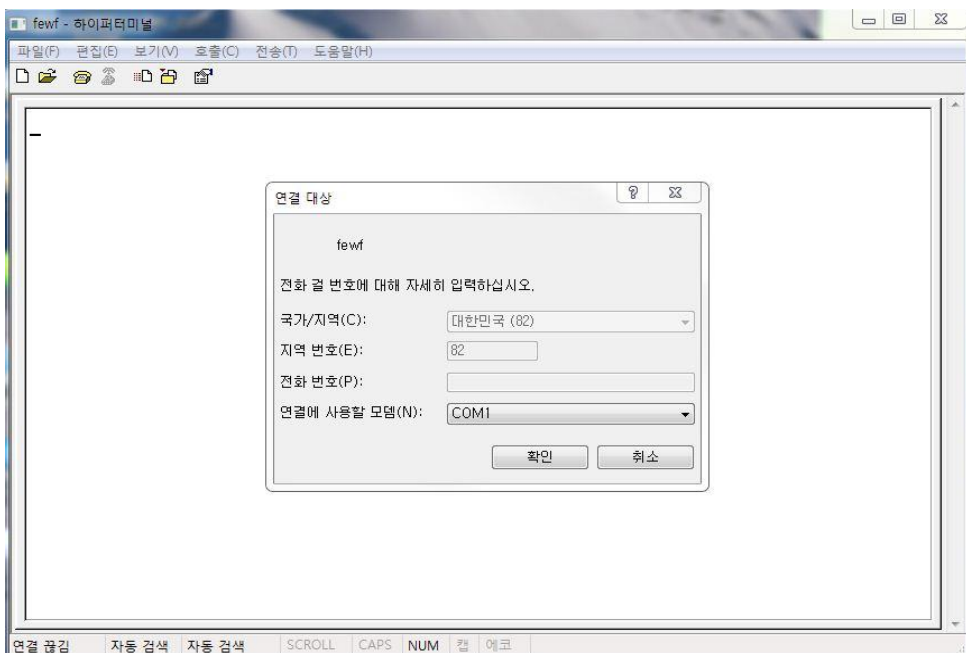 fewf - 하이퍼터미널
파일(F) 편집(E) 보기(V) 호출(C) 전송(T) 도움말(H)
연결 대상
fewf
전화 걸 번호에 대해 자세히 입력하십시오.
국가/지역(C): 대한민국 (82)
지역 번호(E): 82
전화 번호(P):
연결에 사용할 모뎀(N): COM1
확인 취소
연결 끊김 자동 검색 자동 검색 SCROLL CAPS NUM 캡 에코